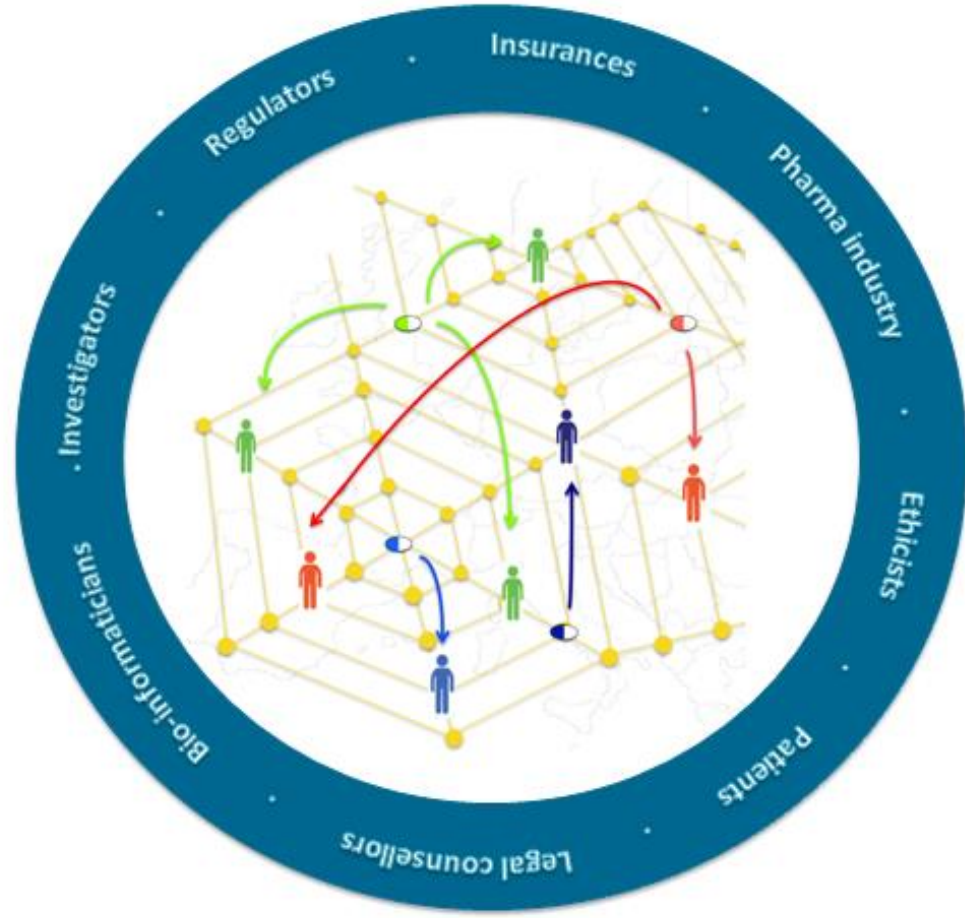 Insurances
Pharma industry
Ethicists
Patients
Legal counsellors
Bio-informaticians
Investigators
Regulators